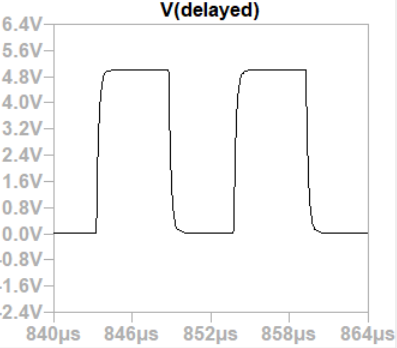 V(delayed)
6.4V
5.6V
4.8V
4.0V
3.2V
2.4V
1.6V
0.8V
0.0V
-0.8V
-1.6V
-2.4V
840µs 846µs 852µs 858µs 864µs